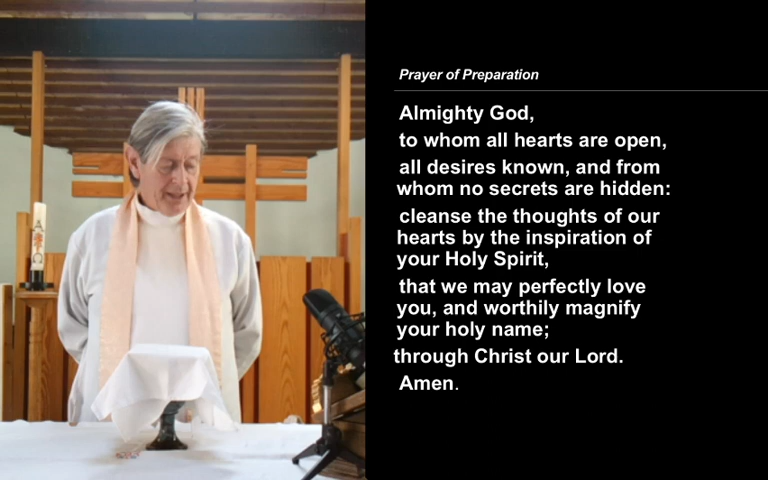 Prayer of Preparation
Almighty God,
to whom all hearts are open,
all desires known, and from
whom no secrets are hidden:
cleanse the thoughts of our
hearts by the inspiration of
your Holy Spirit,
that we may perfectly love
you, and worthily magnify
your holy name;
through Christ our Lord.
Amen.